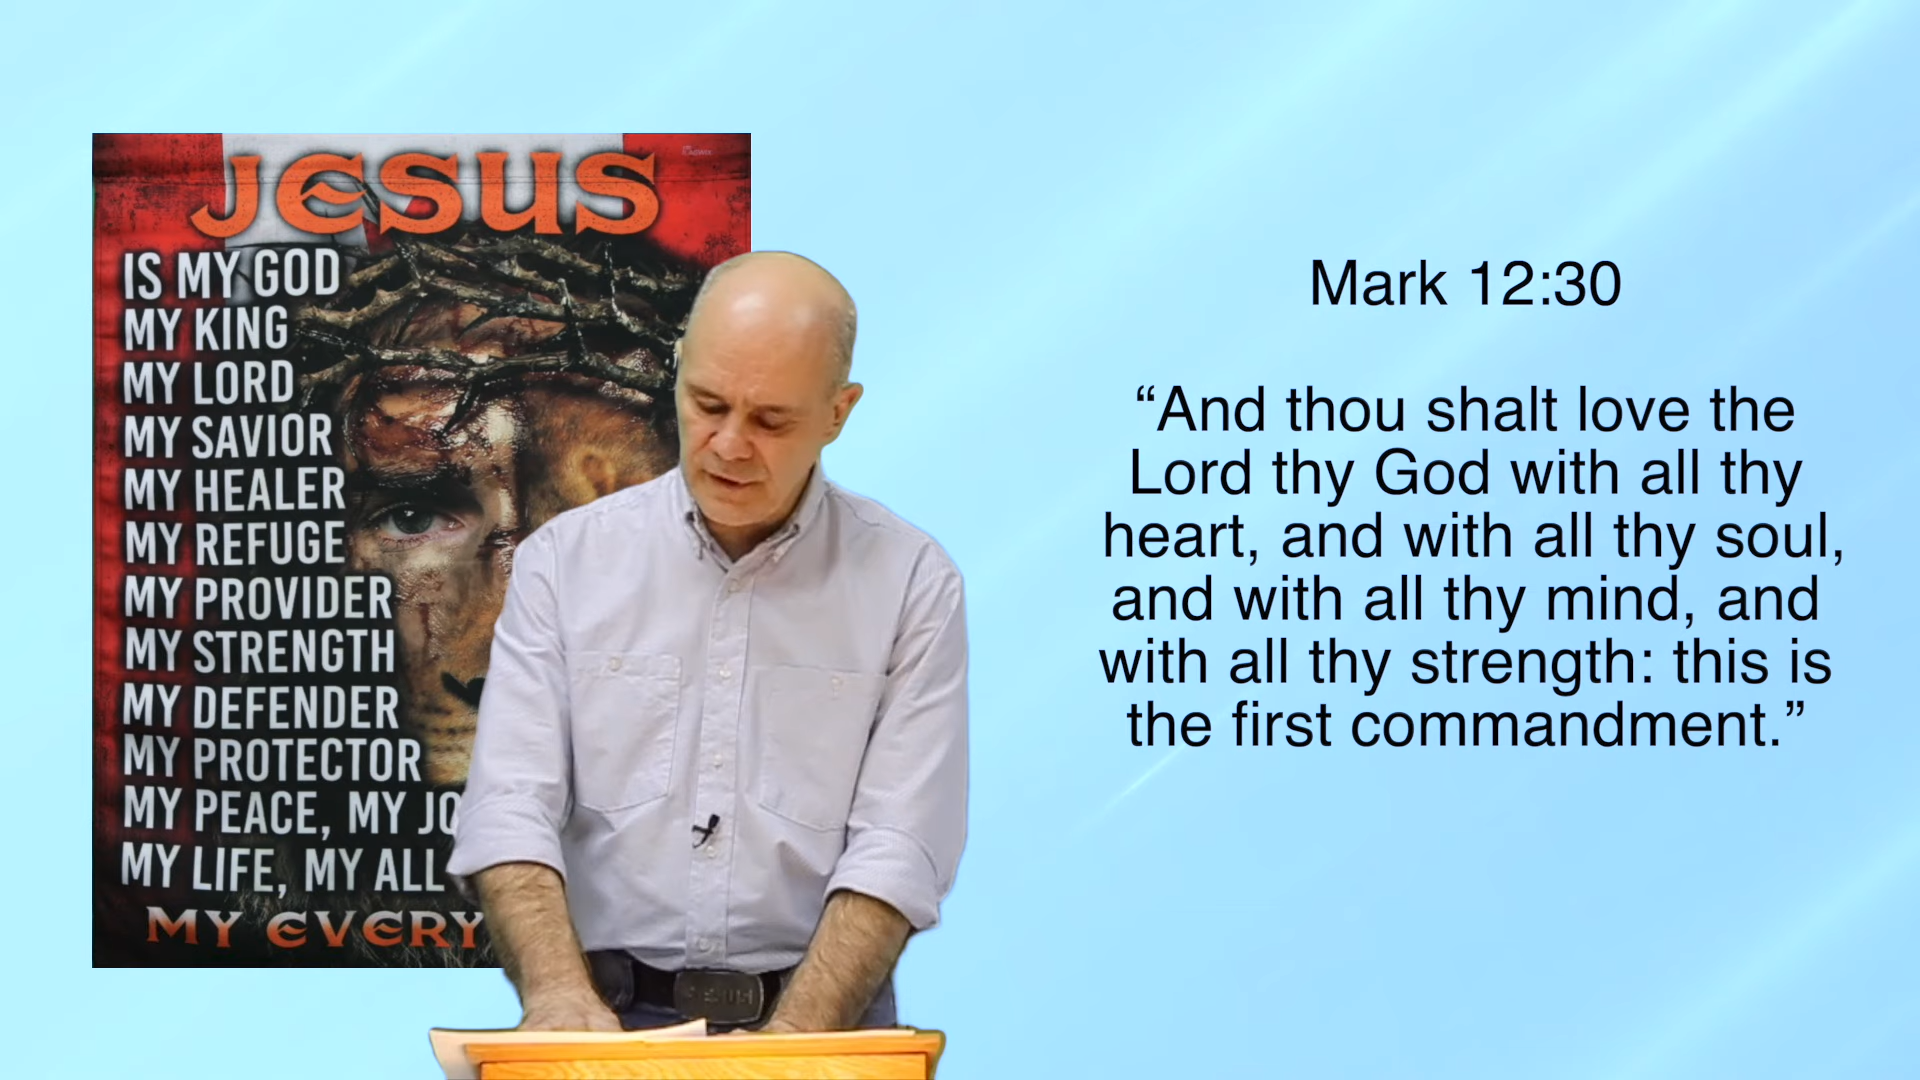 JESUS
IS MY GOD
MY KING
MY LORD
MY SAVIOR
MY HEALER
MY REFUGE
MY PROVIDER
MY STRENGTH
MY DEFENDER
MY PROTECTOR
MY PEACE, MY JO
MY LIFE, MY ALL
MY EVERY
JESUS
Mark 12:30
“And thou shalt love the
Lord thy God with all thy
heart, and with all thy soul,
and with all thy mind, and
with all thy strength: this is
the first commandment.”